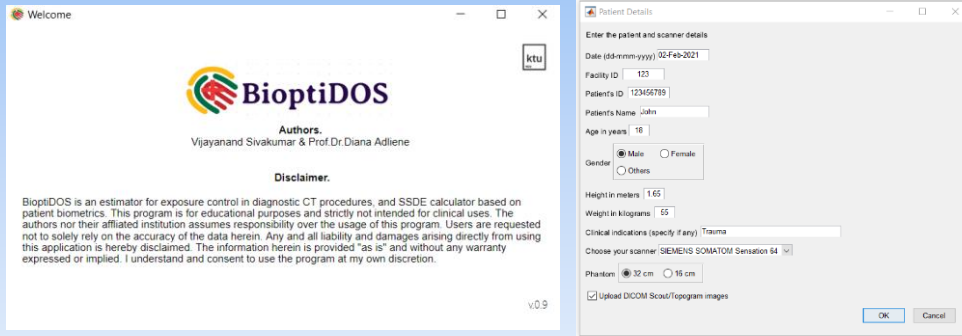 Welcome
ktu
BioptiDOS
Authors.
Vijayanand Sivakumar & Prof.Dr.Diana Adliene
Disclaimer.
BioptiDOS is an estimator for exposure control in diagnostic CT procedures, and SSDE calculator based on
patient biometrics. This program is for educational purposes and strictly not intended for clinical uses. The
authors nor their affliated institution assumes responsibility over the usage of this program. Users are requested
not to solely rely on the accuracy of the data herein. Any and all liability and damages arising directly from using
this application is hereby disclaimed. The information herein is provided "as is" and without any warranty
expressed or implied. I understand and consent to use the program at my own discretion.
v.0.9
Patient Details
Enter the patient and scanner details
Date (dd-mmm-yyyy) 02-Feb-2021
Facility ID 123
Patient's ID 123456789
Patient's Name John
Age in years 18
Gender
Male Female
Others
Height in meters 1.65
Weight in kilograms 55
Clinical indications (specify if any) Trauma
Choose your scanner SIEMENS SOMATOM Sensation 64
Phantom 32 cm 16 cm
Upload DICOM Scout/Topogram images
OK Cancel